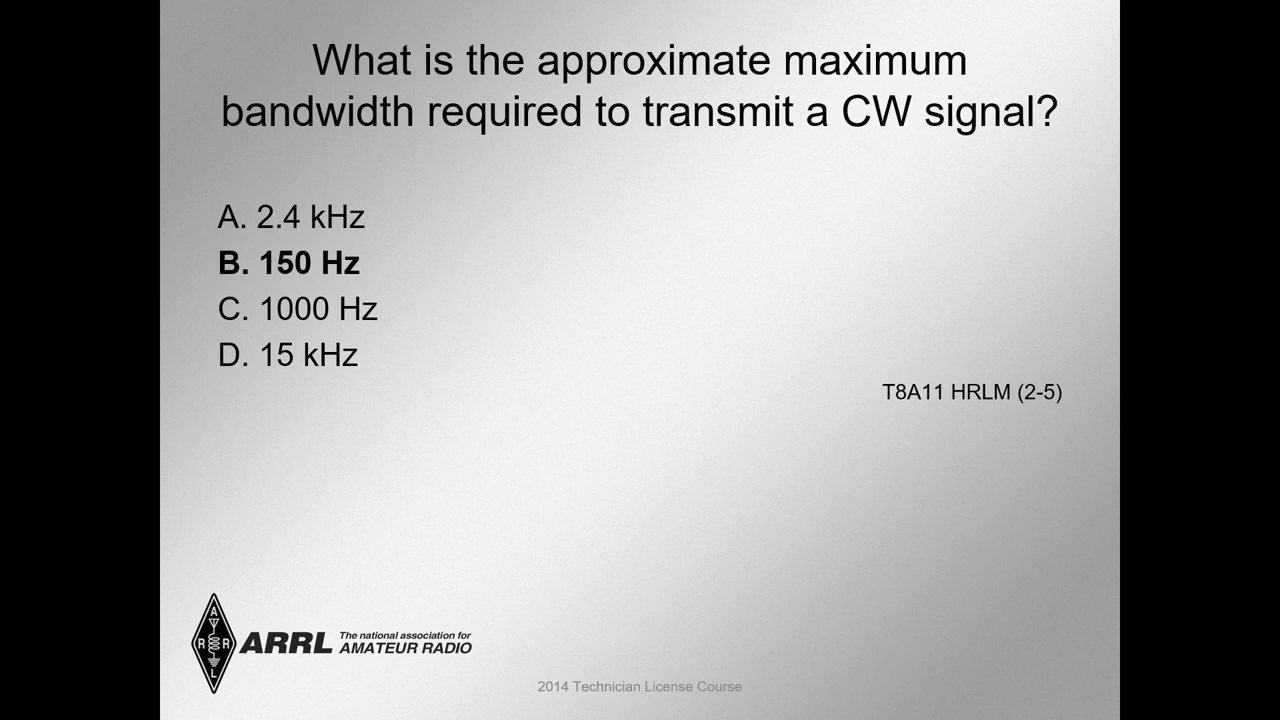 What is the approximate maximum
bandwidth required to transmit a CW signal?
A. 2.4 kHz
B. 150 Hz
C. 1000 Hz
D. 15 kHz
T8A11 HRLM (2-5)
A
R R
L
ARRL The national association for
AMATEUR RADIO
2014 Technician License Course